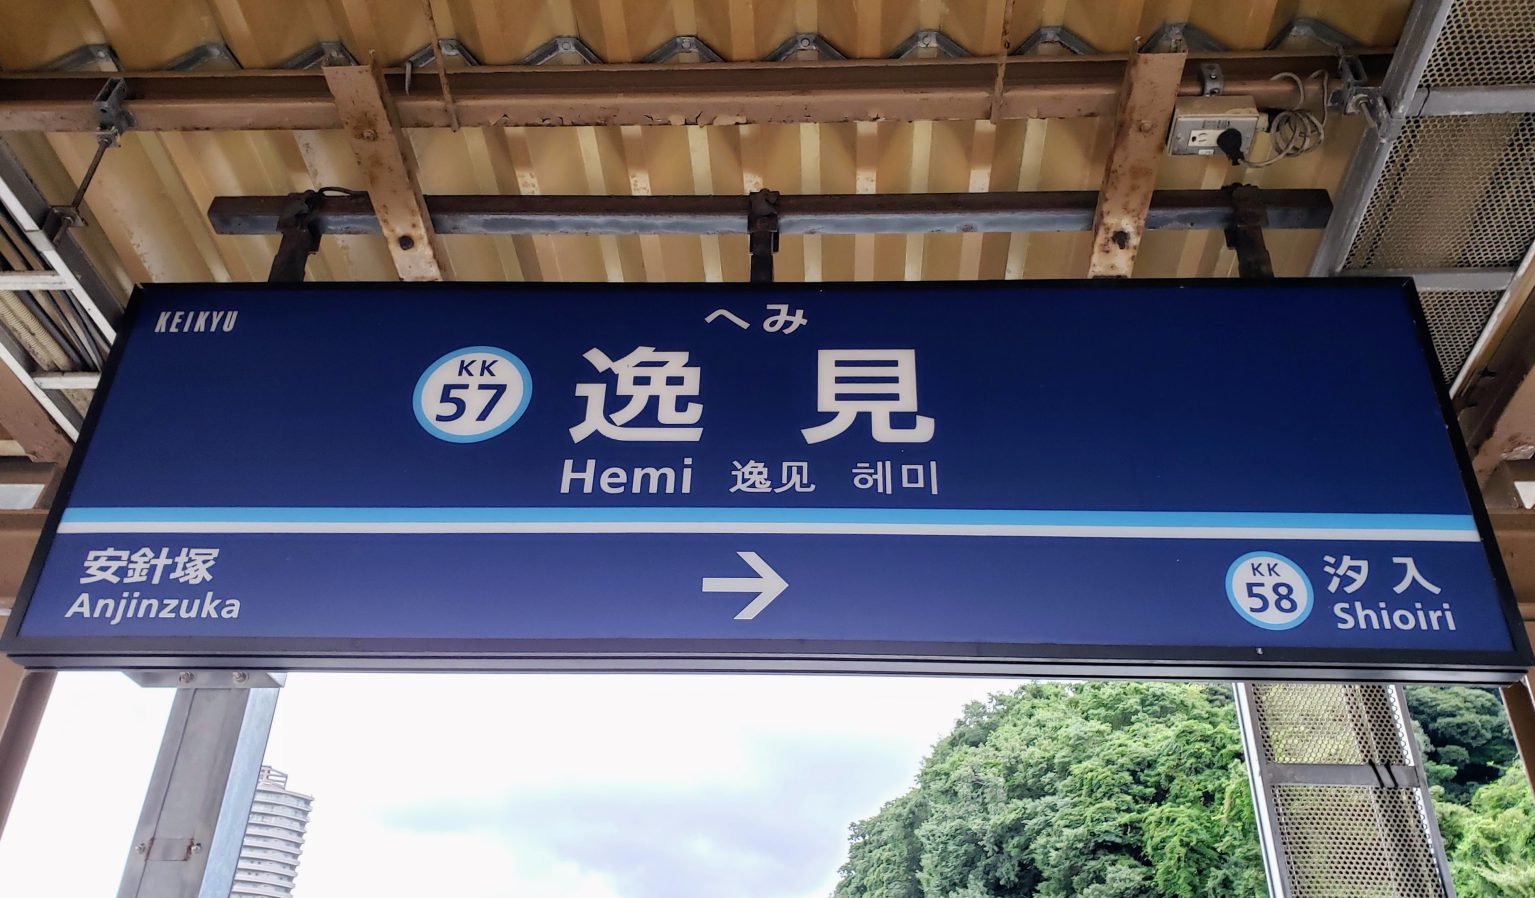 KEIKYU
へみ
KK
57
逸見
Hemi 逸见 헤미
安針塚
Anjinzuka
→
KK
58
汐入
Shioiri